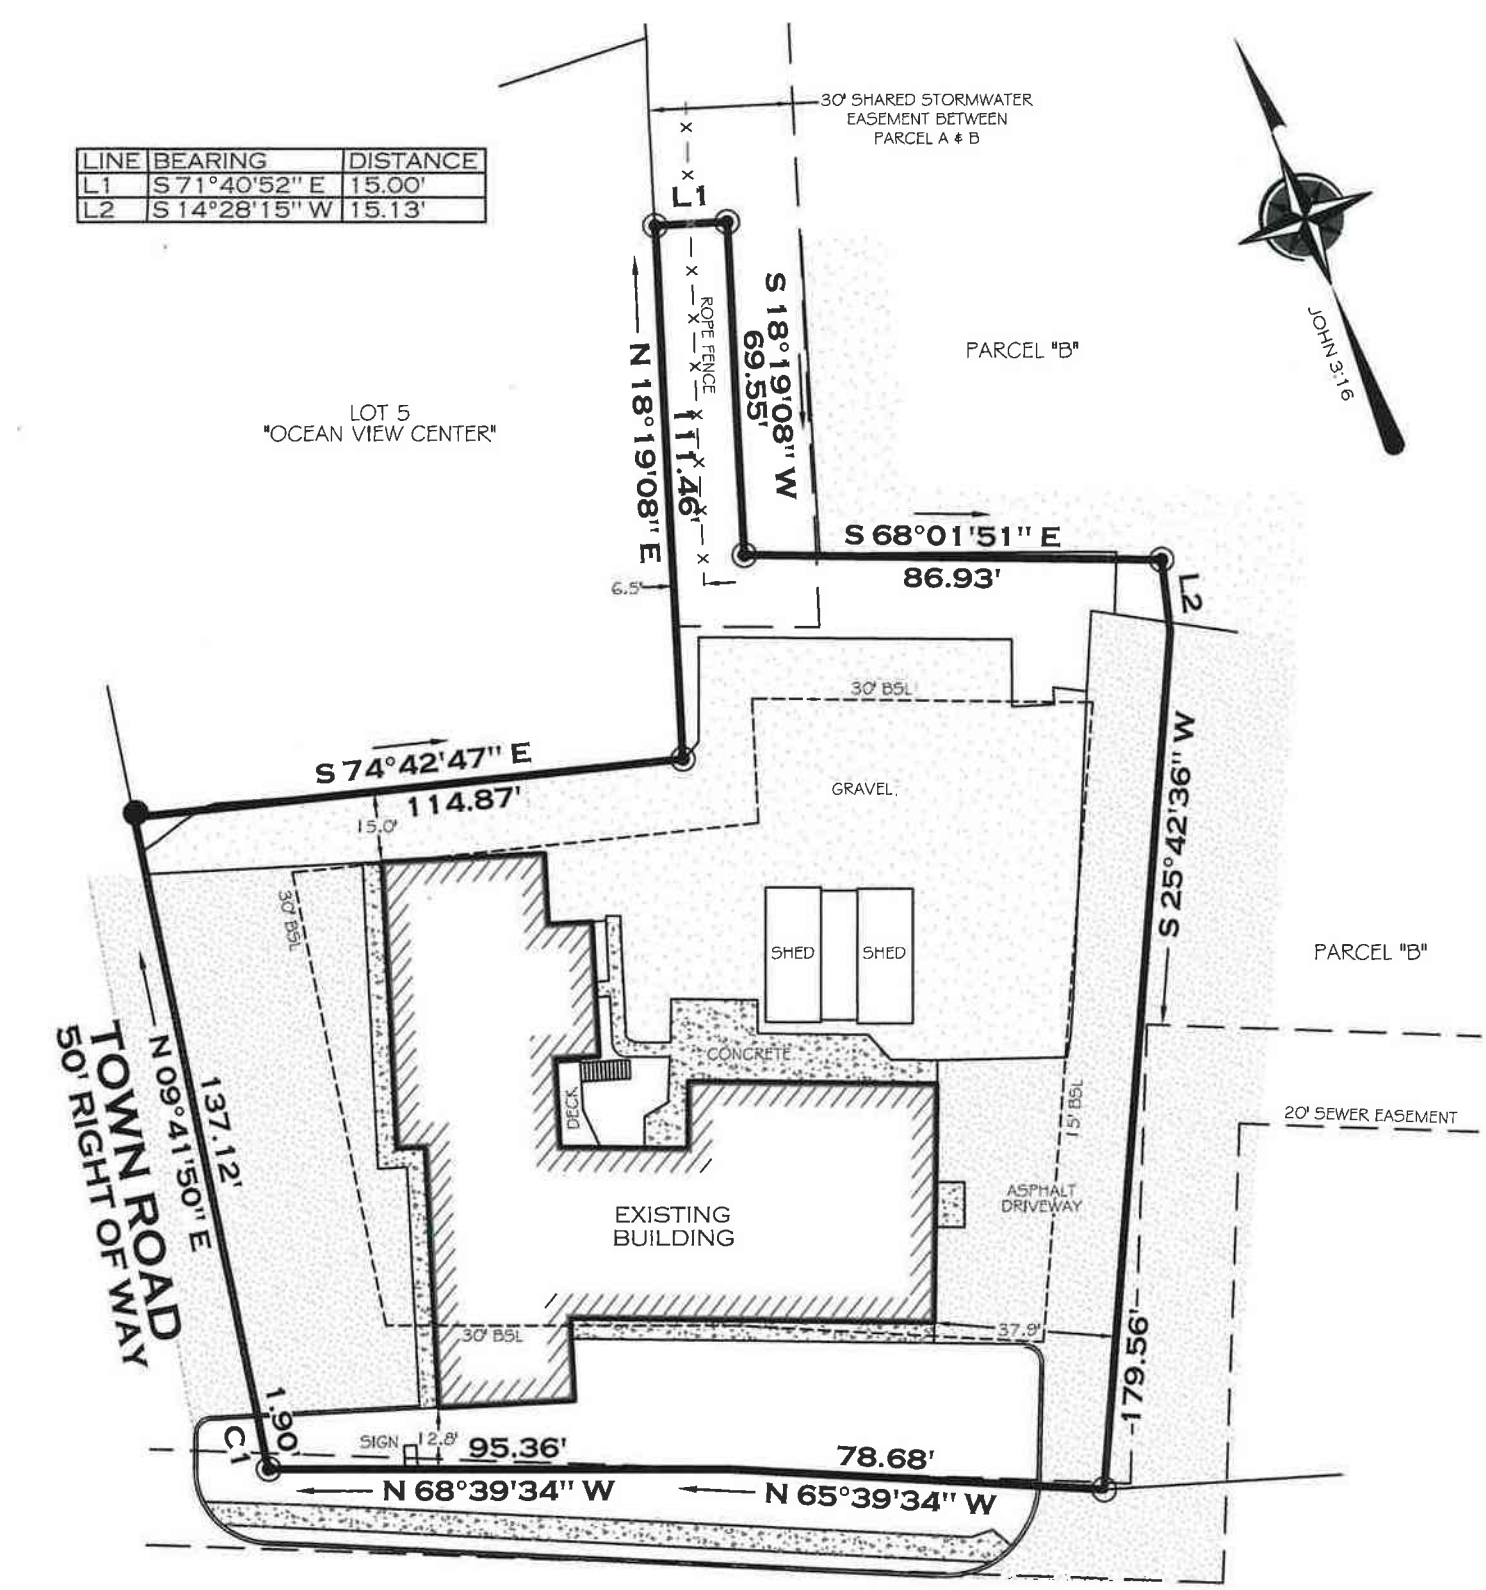 30' SHARED STORMWATER
EASEMENT BETWEEN
PARCEL A & B
LINE BEARING DISTANCE
L1 S 71°40'52" E 15.00'
L2 S 14°28'15" W 15.13'
L1
JOHN 3:16
ROPE FENCE
S 18°19'08" W
69.55'
N 18°19'08" E
111.46'
PARCEL "B"
LOT 5
"OCEAN VIEW CENTER"
S 68°01'51" E
86.93'
L2
6.5'
30' BSL
S 74°42'47" E
114.87'
15.0'
GRAVEL
S 25°42'36" W
179.56'
30' BSL
SHED
SHED
PARCEL "B"
CONCRETE
DECK
15' BSL
20' SEWER EASEMENT
TOWN ROAD
50' RIGHT OF WAY
N 09°41'50" E
137.12'
ASPHALT
DRIVEWAY
EXISTING
BUILDING
30' BSL
37.9'
1.90'
C1
SIGN
12.8'
95.36'
78.68'
N 68°39'34" W
N 65°39'34" W